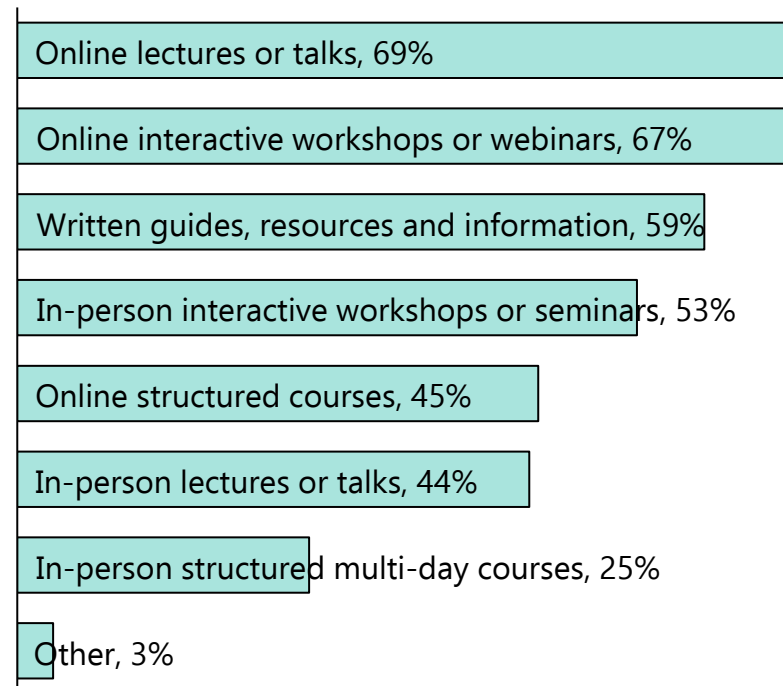 Online lectures or talks, 69%
Online interactive workshops or webinars, 67%
Written guides, resources and information, 59%
In-person interactive workshops or seminars, 53%
Online structured courses, 45%
In-person lectures or talks, 44%
In-person structured multi-day courses, 25%
Other, 3%